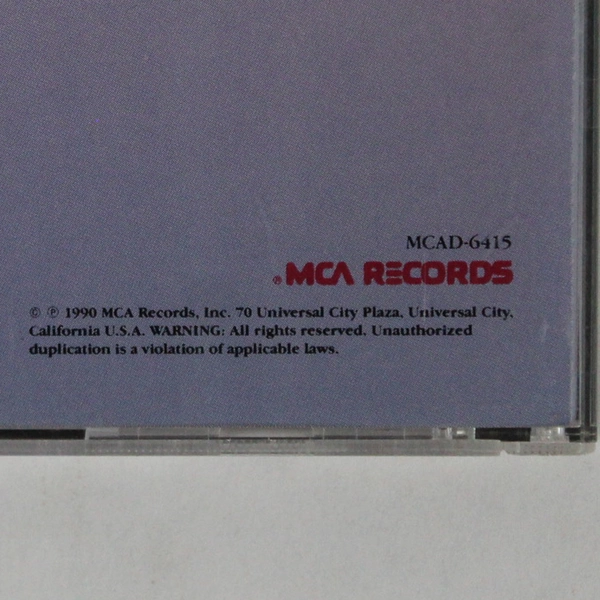 MCAD-6415
® MCA RECORDS
© ℗ 1990 MCA Records, Inc. 70 Universal City Plaza, Universal City,
California U.S.A. WARNING: All rights reserved. Unauthorized
duplication is a violation of applicable laws.